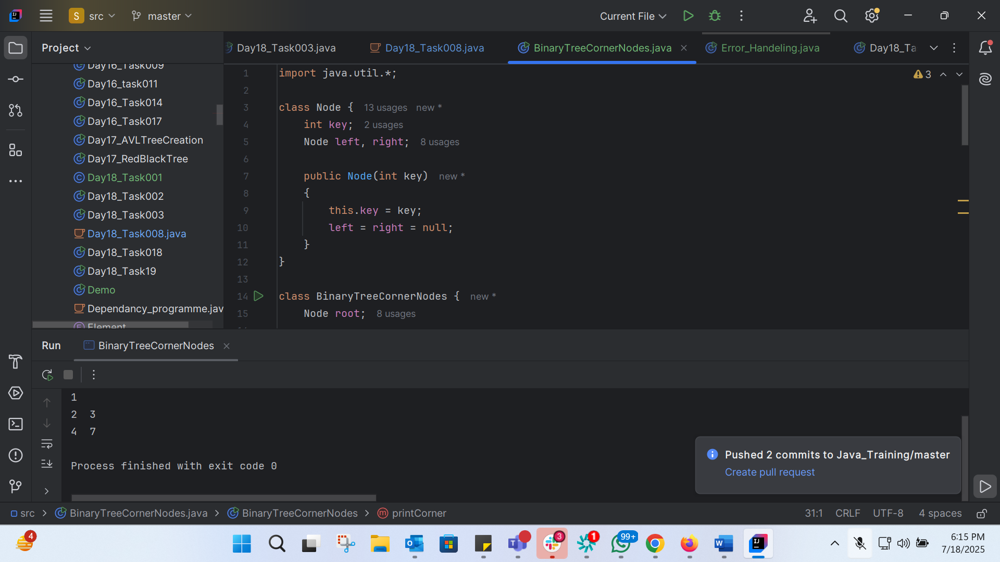 S src master Current File
Project
Day16_Task009
Day16_task011
Day16_Task014
Day16_Task017
Day17_AVLTreeCreation
Day17_RedBlackTree
Day18_Task001
Day18_Task002
Day18_Task003
Day18_Task008.java
Day18_Task018
Day18_Task19
Demo
Dependancy_programme.jav
Element
Day18_Task003.java Day18_Task008.java BinaryTreeCornerNodes.java Error_Handeling.java Day18_Ta
3
1 import java.util.*;
2
3 class Node { 13 usages new *
4 int key; 2 usages
5 Node left, right; 8 usages
6
7 public Node(int key) new *
8 {
9 this.key = key;
10 left = right = null;
11 }
12 }
13
14 class BinaryTreeCornerNodes { new *
15 Node root; 8 usages
Run BinaryTreeCornerNodes
1
2 3
4 7
Process finished with exit code 0
Pushed 2 commits to Java_Training/master
Create pull request
src > BinaryTreeCornerNodes.java > BinaryTreeCornerNodes > m printCorner 31:1 CRLF UTF-8 4 spaces
4 3 1 99+
6:15 PM
7/18/2025